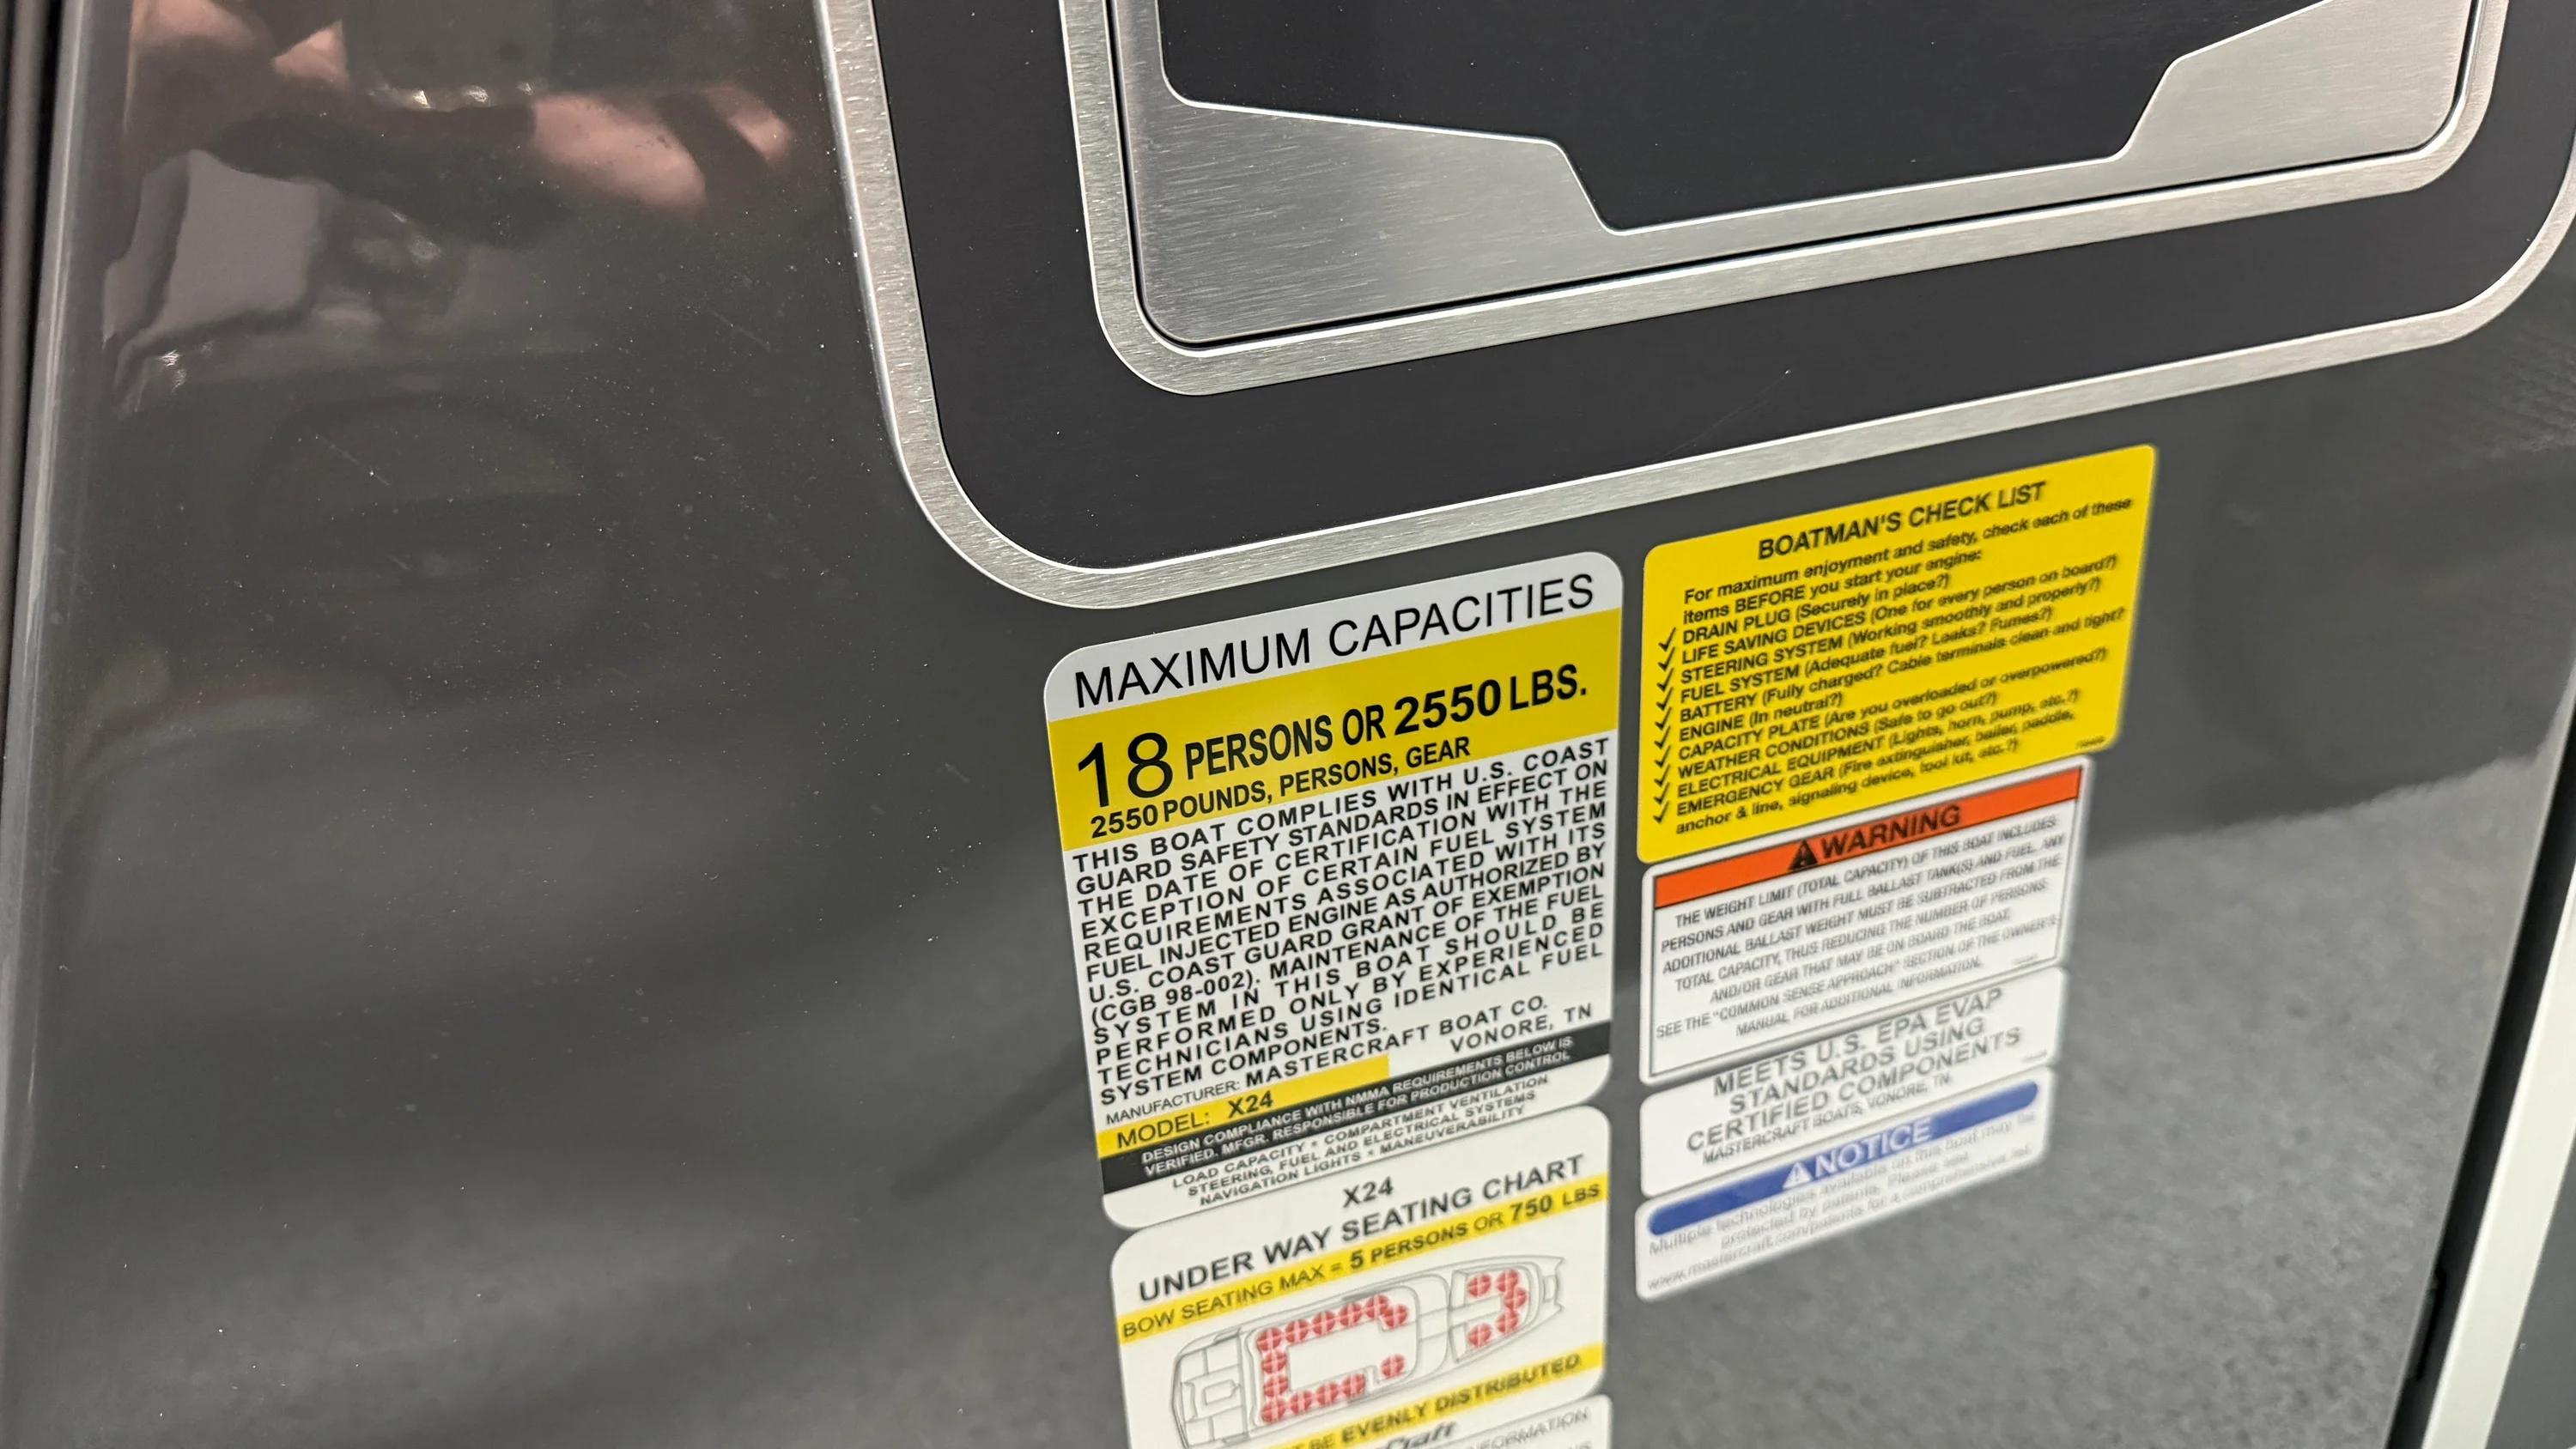 MAXIMUM CAPACITIES
18 PERSONS OR 2550 LBS.
2550 POUNDS, PERSONS, GEAR
THIS BOAT COMPLIES WITH U.S. COAST
GUARD SAFETY STANDARDS IN EFFECT ON
THE DATE OF CERTIFICATION WITH THE
EXCEPTION OF CERTAIN FUEL SYSTEM
REQUIREMENTS ASSOCIATED WITH ITS
FUEL INJECTED ENGINE AS AUTHORIZED BY
U.S. COAST GUARD GRANT OF EXEMPTION
(CGB 98-002). MAINTENANCE OF THE FUEL
SYSTEM IN THIS BOAT SHOULD BE
PERFORMED ONLY BY EXPERIENCED
TECHNICIANS USING IDENTICAL FUEL
SYSTEM COMPONENTS.
MANUFACTURER: MASTERCRAFT BOAT CO.
VONORE, TN
MODEL: X24
DESIGN COMPLIANCE WITH NMMA REQUIREMENTS BELOW IS
VERIFIED. MFGR. RESPONSIBLE FOR PRODUCTION CONTROL
LOAD CAPACITY * COMPARTMENT VENTILATION
STEERING, FUEL AND ELECTRICAL SYSTEMS
NAVIGATION LIGHTS * MANEUVERABILITY
X24
UNDER WAY SEATING CHART
BOW SEATING MAX = 5 PERSONS OR 750 LBS
BE EVENLY DISTRIBUTED
BOATMAN'S CHECK LIST
For maximum enjoyment and safety, check each of these
items BEFORE you start your engine:
✓ DRAIN PLUG (Securely in place?)
✓ LIFE SAVING DEVICES (One for every person on board?)
✓ STEERING SYSTEM (Working smoothly and properly?)
✓ FUEL SYSTEM (Adequate fuel? Leaks? Fumes?)
✓ BATTERY (Fully charged? Cable terminals clean and tight?
✓ ENGINE (In neutral?)
✓ CAPACITY PLATE (Are you overloaded or overpowered?)
✓ WEATHER CONDITIONS (Safe to go out?)
✓ ELECTRICAL EQUIPMENT (Lights, horn, pump, etc.?)
✓ EMERGENCY GEAR (Fire extinguisher, bailer, paddle,
anchor & line, signaling device, tool kit, etc.?)
WARNING
THE WEIGHT LIMIT (TOTAL CAPACITY) OF THIS BOAT INCLUDES:
PERSONS AND GEAR WITH FULL BALLAST TANK(S) AND FUEL. ANY
ADDITIONAL BALLAST WEIGHT MUST BE SUBTRACTED FROM THE
TOTAL CAPACITY, THUS REDUCING THE NUMBER OF PERSONS
AND/OR GEAR THAT MAY BE ON BOARD THE BOAT.
SEE THE "COMMON SENSE APPROACH" SECTION OF THE OWNER'S
MANUAL FOR ADDITIONAL INFORMATION.
MEETS U.S. EPA EVAP
STANDARDS USING
CERTIFIED COMPONENTS
MASTERCRAFT BOATS, VONORE, TN
NOTICE
Multiple technologies available on this boat may be
protected by patents. Please see
www.mastercraft.com/patents for a comprehensive list.